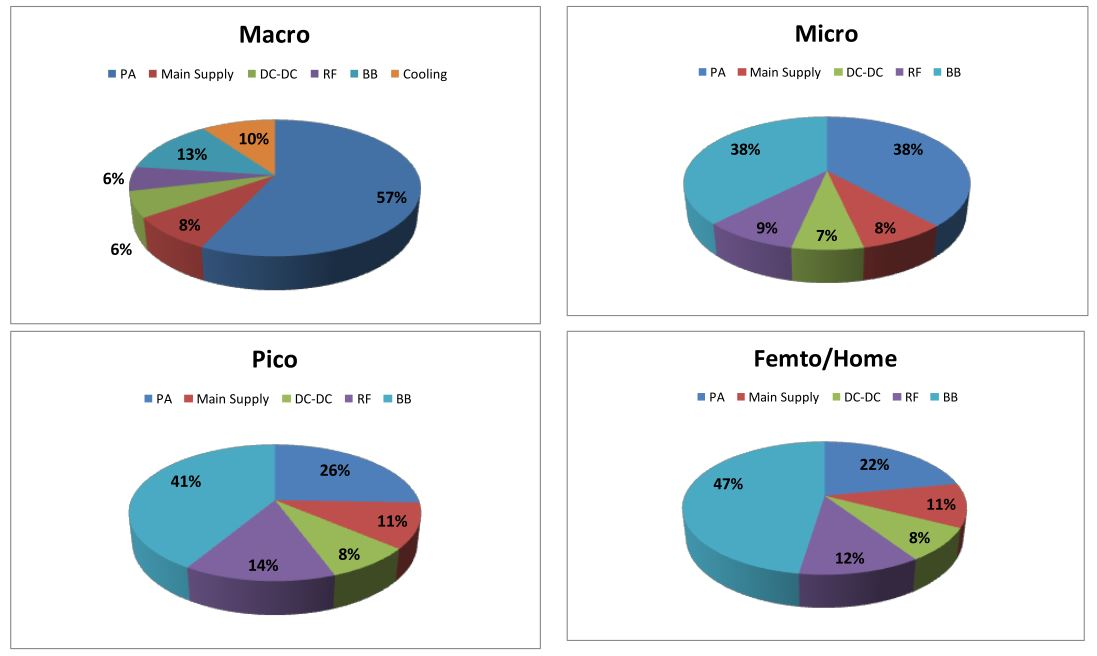 Macro
PA Main Supply DC-DC RF BB Cooling
10%
13%
6%
57%
8%
6%
Micro
PA Main Supply DC-DC RF BB
38%
38%
9%
7%
8%
Pico
PA Main Supply DC-DC RF BB
26%
41%
11%
8%
14%
Femto/Home
PA Main Supply DC-DC RF BB
22%
47%
11%
8%
12%